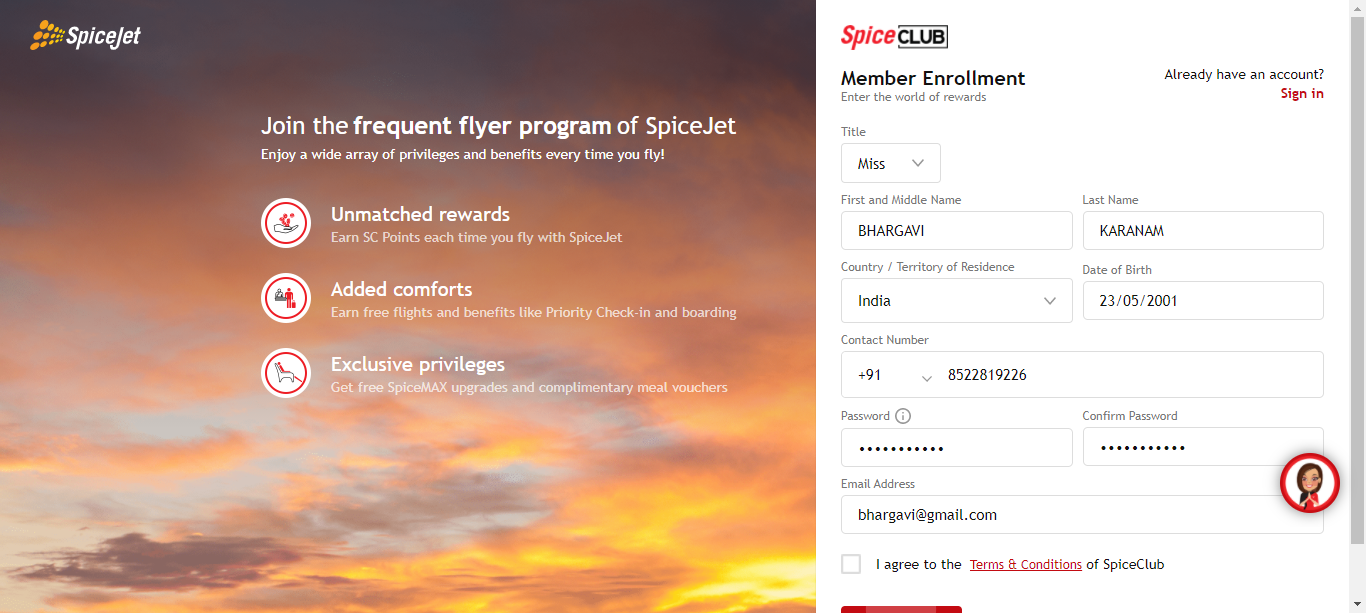 SpiceJet
Join the frequent flyer program of SpiceJet
Enjoy a wide array of privileges and benefits every time you fly!
Unmatched rewards
Earn SC Points each time you fly with SpiceJet
Added comforts
Earn free flights and benefits like Priority Check-in and boarding
Exclusive privileges
Get free SpiceMAX upgrades and complimentary meal vouchers
Spice CLUB
Member Enrollment
Enter the world of rewards
Already have an account?
Sign in
Title
Miss
First and Middle Name
Last Name
BHARGAVI
KARANAM
Country / Territory of Residence
Date of Birth
India
23/05/2001
Contact Number
+91 8522819226
Password
Confirm Password
•••••••••••
•••••••••••
Email Address
bhargavi@gmail.com
I agree to the Terms & Conditions of SpiceClub